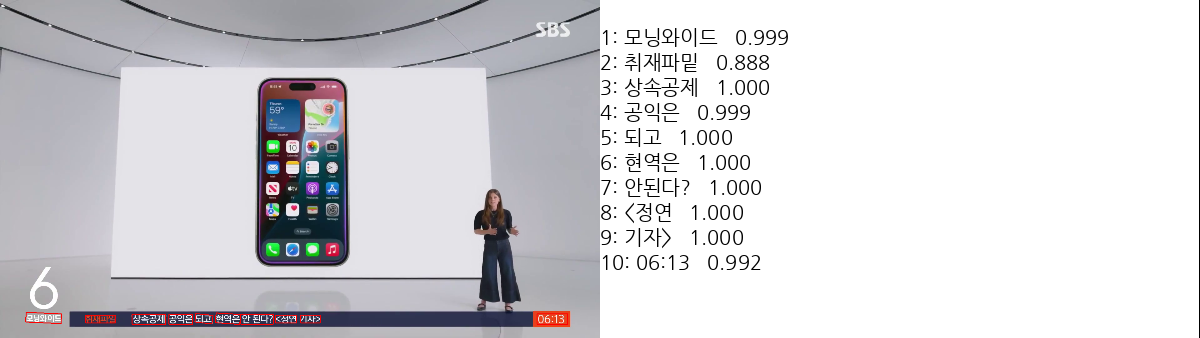 SBS
6
모닝와이드
취재파밀 상속공제 공익은 되고, 현역은 안 된다? <정연 기자>
06:13
1: 모닝와이드 0.999
2: 취재파밑 0.888
3: 상속공제 1.000
4: 공익은 0.999
5: 되고 1.000
6: 현역은 1.000
7: 안된다? 1.000
8: <정연 1.000
9: 기자> 1.000
10: 06:13 0.992